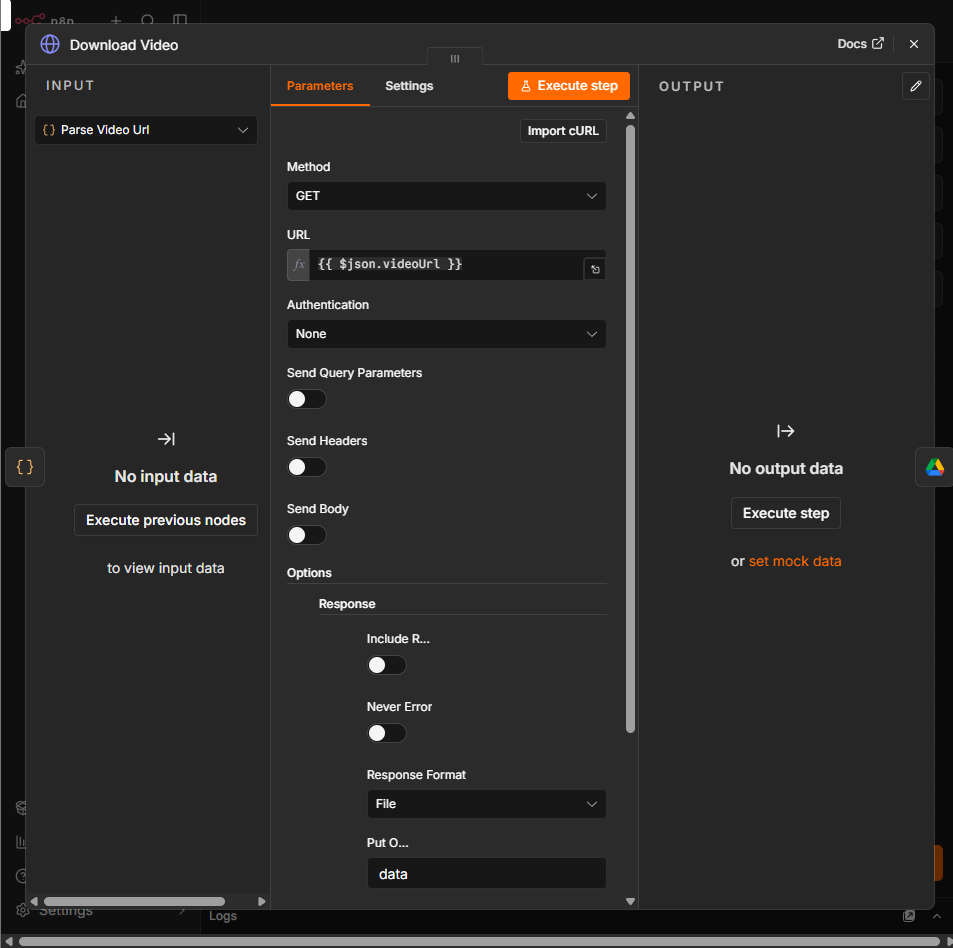 n8n
Download Video
Docs
INPUT
Parameters
Settings
Execute step
OUTPUT
{} Parse Video Url
Import cURL
Method
GET
URL
fx
{{ $json.videoUrl }}
Authentication
None
Send Query Parameters
Send Headers
{}
No input data
Execute previous nodes
to view input data
No output data
Execute step
or set mock data
Send Body
Options
Response
Include R...
Never Error
Response Format
File
Put O...
data
Settings
Logs